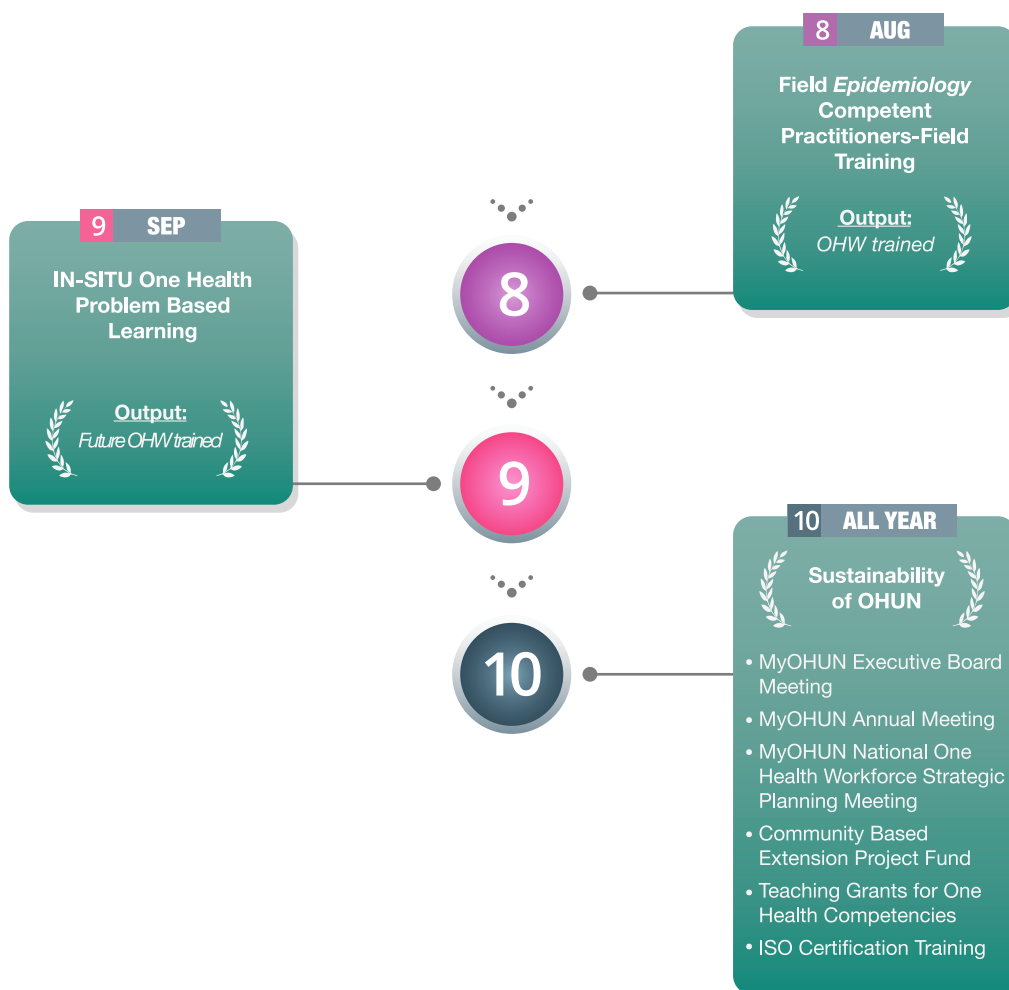 8 AUG
Field Epidemiology
Competent
Practitioners-Field
Training
Output:
OHW trained
8
9 SEP
IN-SITU One Health
Problem Based
Learning
Output:
Future OHW trained
9
10 ALL YEAR
Sustainability
of OHUN
• MyOHUN Executive Board
Meeting
• MyOHUN Annual Meeting
• MyOHUN National One
Health Workforce Strategic
Planning Meeting
• Community Based
Extension Project Fund
• Teaching Grants for One
Health Competencies
• ISO Certification Training
10